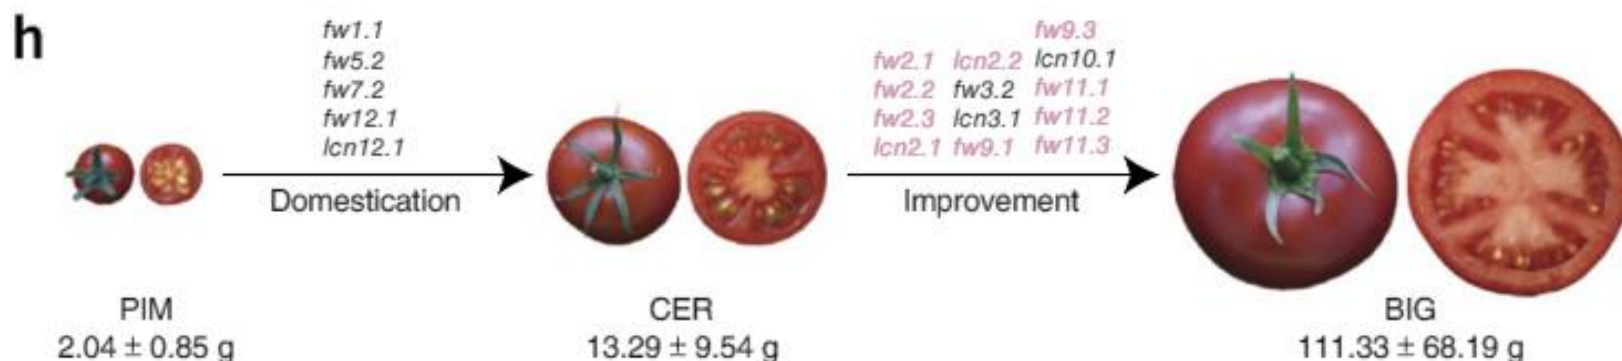 h
fw1.1
fw5.2
fw7.2
fw12.1
lcn12.1
Domestication
fw9.3
fw2.1 lcn2.2 lcn10.1
fw2.2 fw3.2 fw11.1
fw2.3 lcn3.1 fw11.2
lcn2.1 fw9.1 fw11.3
Improvement
PIM
2.04 ± 0.85 g
CER
13.29 ± 9.54 g
BIG
111.33 ± 68.19 g